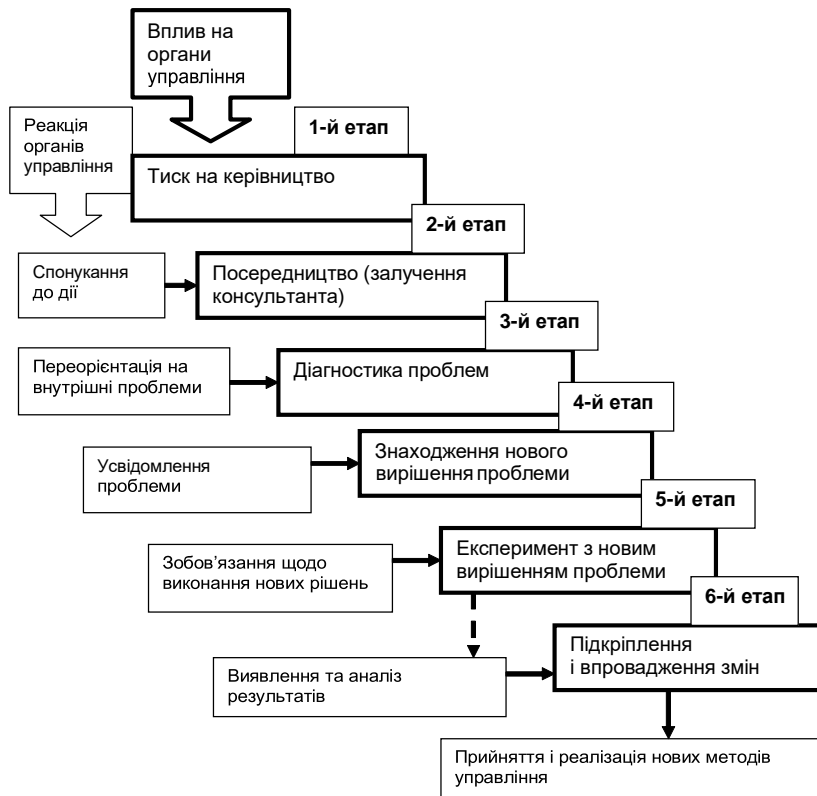 Вплив на
органи
управління
Реакція
органів
управління
1-й етап
Тиск на керівництво
2-й етап
Спонукання
до дії
Посередництво (залучення
консультанта)
3-й етап
Переорієнтація на
внутрішні проблеми
Діагностика проблем
4-й етап
Усвідомлення
проблеми
Знаходження нового
вирішення проблеми
5-й етап
Зобов’язання щодо
виконання нових рішень
Експеримент з новим
вирішенням проблеми
6-й етап
Виявлення та аналіз
результатів
Підкріплення
і впровадження змін
Прийняття і реалізація нових методів
управління